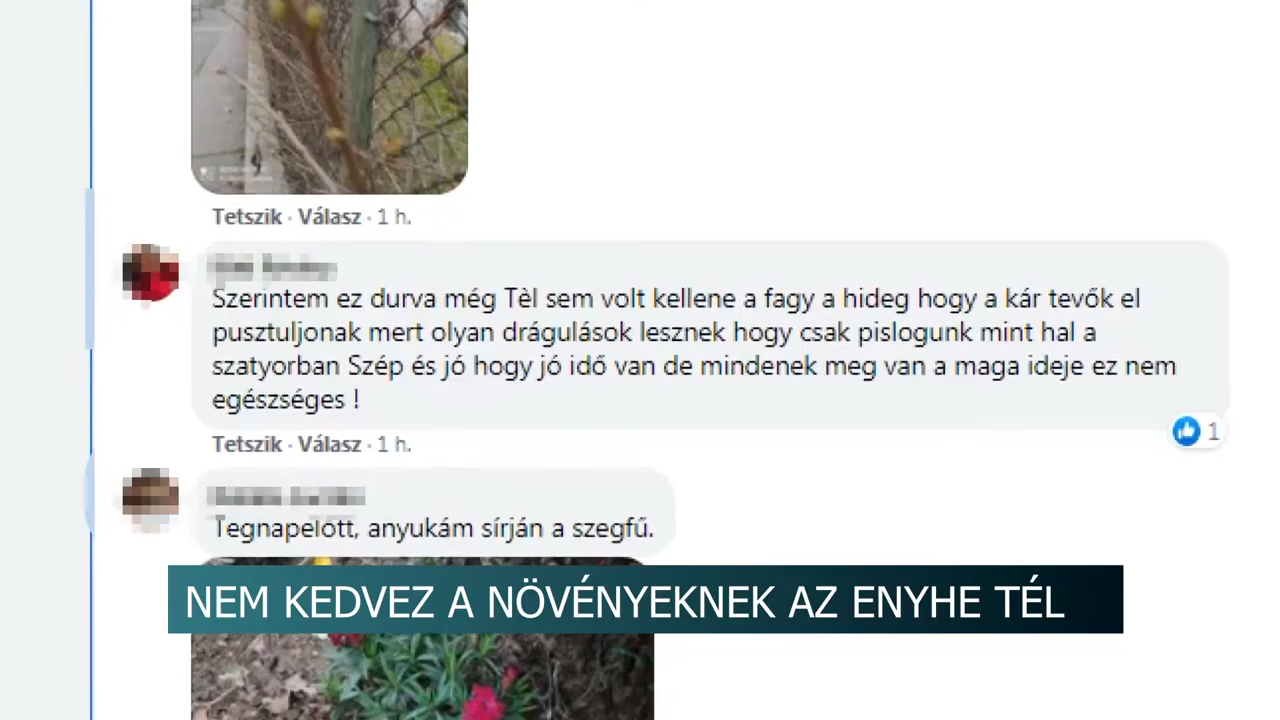 Tetszik · Válasz · 1 h.
Szerintem ez durva még Tèl sem volt kellene a fagy a hideg hogy a kár tevők el
pusztuljonak mert olyan drágulások lesznek hogy csak pislogunk mint hal a
szatyorban Szép és jó hogy jó idő van de mindenek meg van a maga ideje ez nem
egészséges !
1
Tetszik · Válasz · 1 h.
Tegnapelőtt, anyukám sírján a szegfű.
NEM KEDVEZ A NÖVÉNYEKNEK AZ ENYHE TÉL